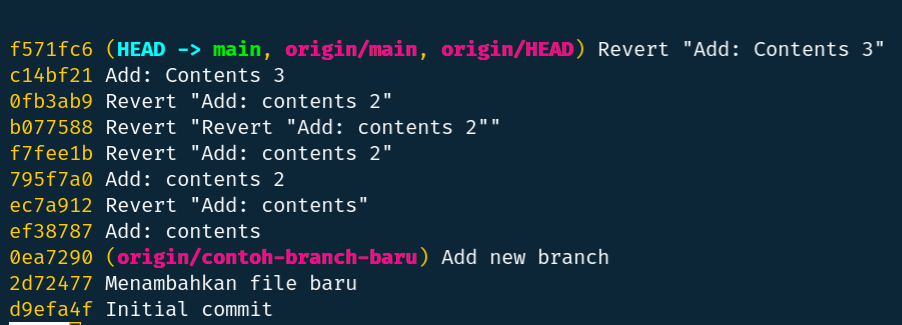 f571fc6 (HEAD -> main, origin/main, origin/HEAD) Revert "Add: Contents 3"
c14bf21 Add: Contents 3
0fb3ab9 Revert "Add: contents 2"
b077588 Revert "Revert "Add: contents 2""
f7fee1b Revert "Add: contents 2"
795f7a0 Add: contents 2
ec7a912 Revert "Add: contents"
ef38787 Add: contents
0ea7290 (origin/contoh-branch-baru) Add new branch
2d72477 Menambahkan file baru
d9efa4f Initial commit